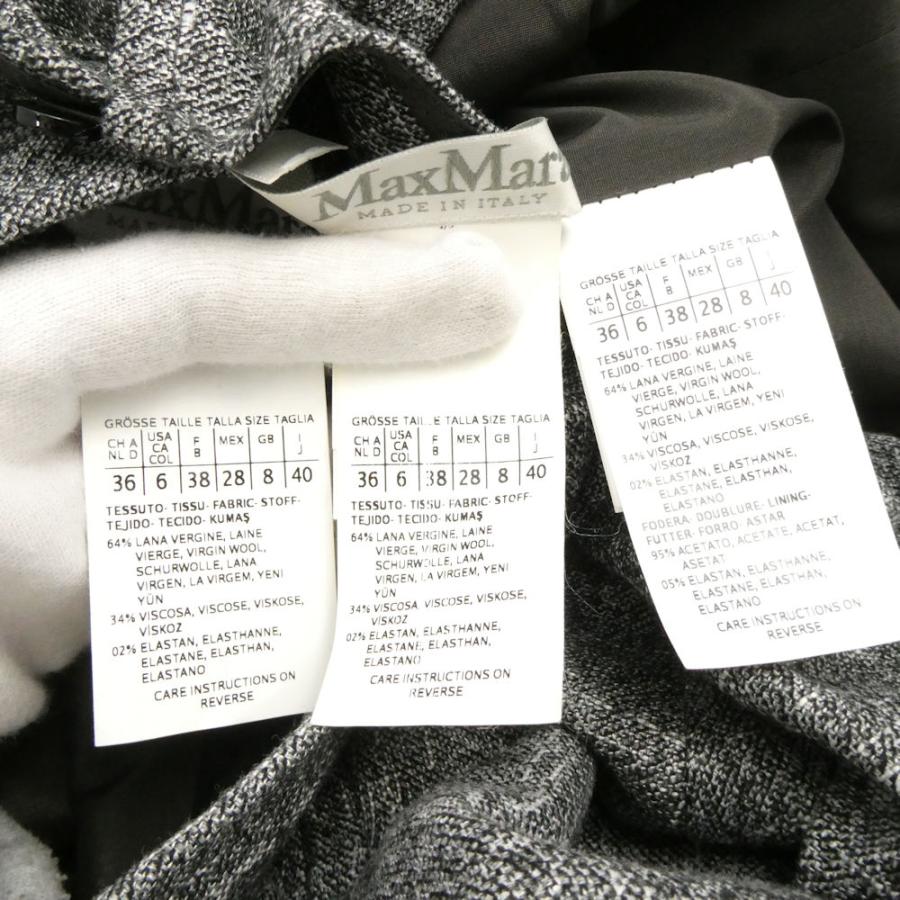 MaxMar
MADE IN ITALY
GRÖSSE TAILLE TALLA SIZE TAGLIA
CH A USA F MEX GB I
NL D CA B J
COL
36 6 38 28 8 40
TESSUTO- TISSU- FABRIC- STOFF-
TEJIDO- TECIDO- KUMAŞ
64% LANA VERGINE, LAINE
VIERGE, VIRGIN WOOL,
SCHURWOLLE, LANA
VIRGEN, LA VIRGEM, YENI
YÜN
34% VISCOSA, VISCOSE, VISKOSE,
VİSKOZ
02% ELASTAN, ELASTHANNE,
ELASTANE, ELASTHAN,
ELASTANO
CARE INSTRUCTIONS ON
REVERSE
GRÖSSE TAILLE TALLA SIZE TAGLIA
CH A USA F MEX GB I
NL D CA B J
COL
36 6 38 28 8 40
TESSUTO- TISSU- FABRIC- STOFF-
TEJIDO- TECIDO- KUMAŞ
64% LANA VERGINE, LAINE
VIERGE, VIRGIN WOOL,
SCHURWOLLE, LANA
VIRGEN, LA VIRGEM, YENI
YÜN
34% VISCOSA, VISCOSE, VISKOSE,
VİSKOZ
02% ELASTAN, ELASTHANNE,
ELASTANE, ELASTHAN,
ELASTANO
CARE INSTRUCTIONS ON
REVERSE
GRÖSSE TAILLE TALLA SIZE TAGLIA
CH A USA F MEX GB I
NL D CA B J
COL
36 6 38 28 8 40
TESSUTO- TISSU- FABRIC- STOFF-
TEJIDO- TECIDO- KUMAŞ
64% LANA VERGINE, LAINE
VIERGE, VIRGIN WOOL,
SCHURWOLLE, LANA
VIRGEN, LA VIRGEM, YENI
YÜN
34% VISCOSA, VISCOSE, VISKOSE,
VİSKOZ
02% ELASTAN, ELASTHANNE,
ELASTANE, ELASTHAN,
ELASTANO
FODERA- DOUBLURE- LINING-
FUTTER- FORRO- ASTAR
95% ACETATO, ACETATE, ACETAT,
ASETAT
05% ELASTAN, ELASTHANNE,
ELASTANE, ELASTHAN,
ELASTANO
CARE INSTRUCTIONS ON
REVERSE